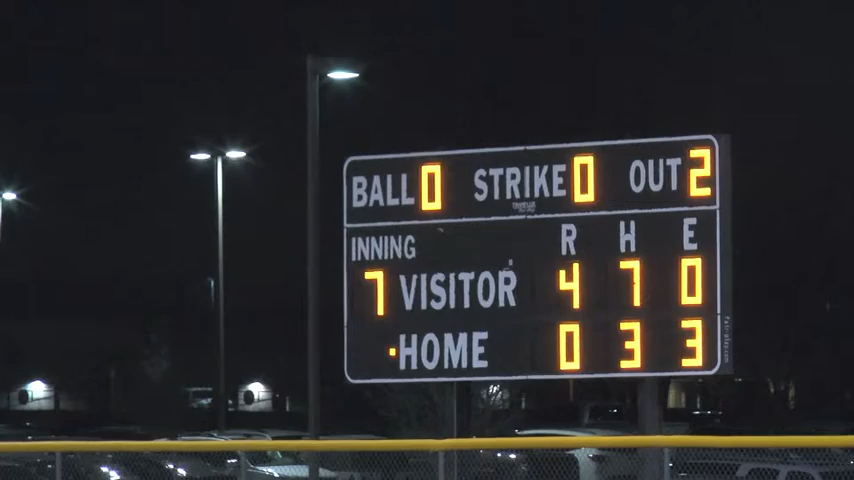 BALL 0 STRIKE 0 OUT 2
INNING R H E
7 VISITOR 4 7 0
HOME 0 3 3